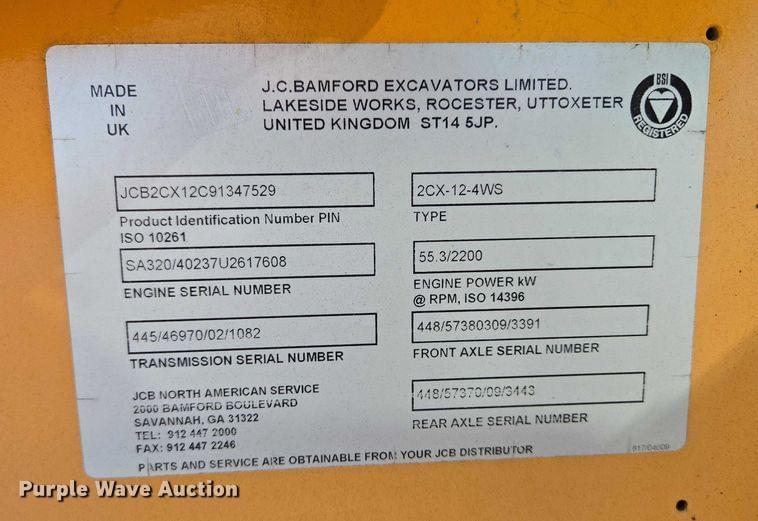 MADE
IN
UK
J.C.BAMFORD EXCAVATORS LIMITED.
LAKESIDE WORKS, ROCESTER, UTTOXETER
UNITED KINGDOM ST14 5JP.
BSI
REGISTERED
JCB2CX12C91347529
Product Identification Number PIN
ISO 10261
2CX-12-4WS
TYPE
SA320/40237U2617608
ENGINE SERIAL NUMBER
55.3/2200
ENGINE POWER kW
@ RPM, ISO 14396
445/46970/02/1082
TRANSMISSION SERIAL NUMBER
448/57380309/3391
FRONT AXLE SERIAL NUMBER
448/57370/09/3443
REAR AXLE SERIAL NUMBER
JCB NORTH AMERICAN SERVICE
2000 BAMFORD BOULEVARD
SAVANNAH, GA 31322
TEL: 912 447 2000
FAX: 912 447 2246
PARTS AND SERVICE ARE OBTAINABLE FROM YOUR JCB DISTRIBUTOR
Purple Wave Auction